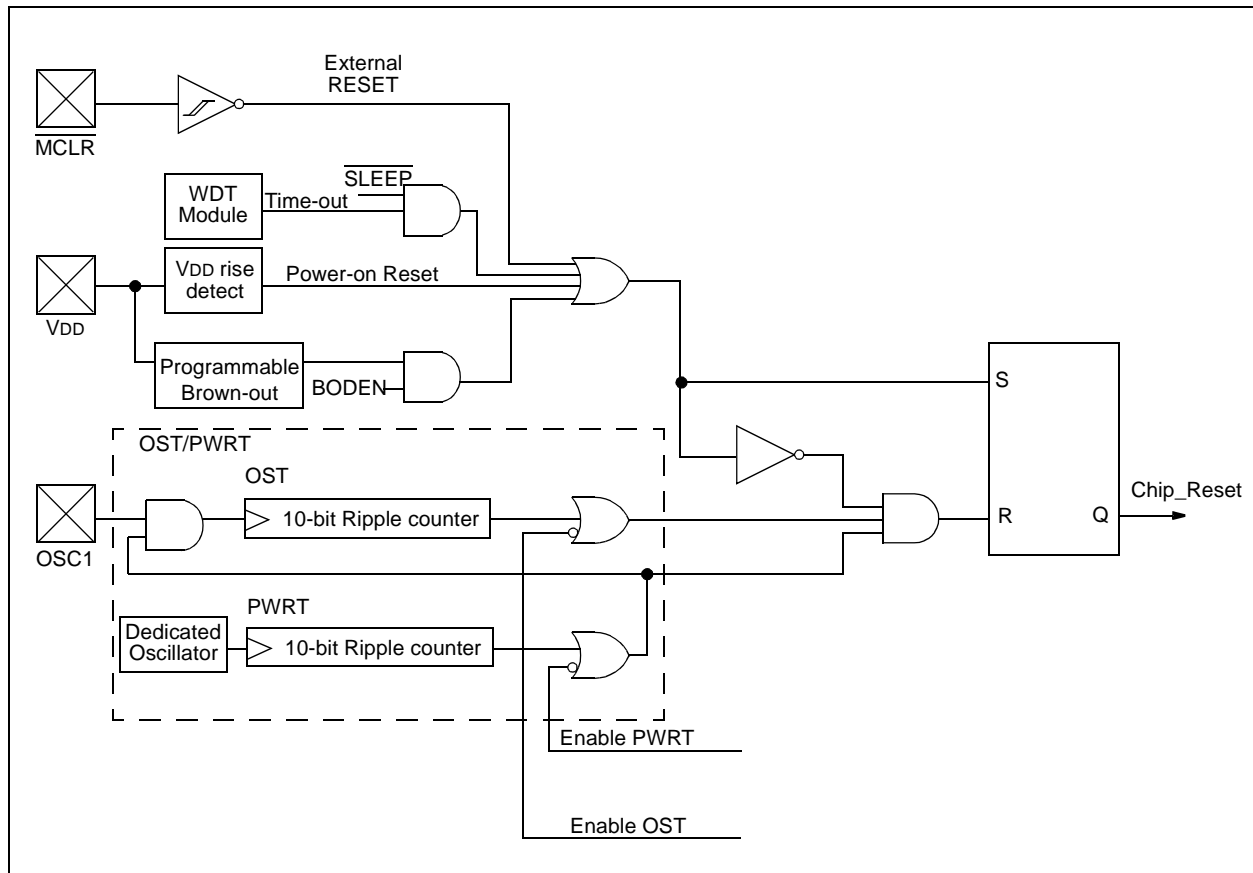 External
RESET
MCLR
SLEEP
WDT
Module
Time-out
VDD rise
detect
Power-on Reset
VDD
Programmable
Brown-out
BODEN
S
OST/PWRT
OST
10-bit Ripple counter
OSC1
Chip_Reset
R
Q
PWRT
Dedicated
Oscillator
10-bit Ripple counter
Enable PWRT
Enable OST